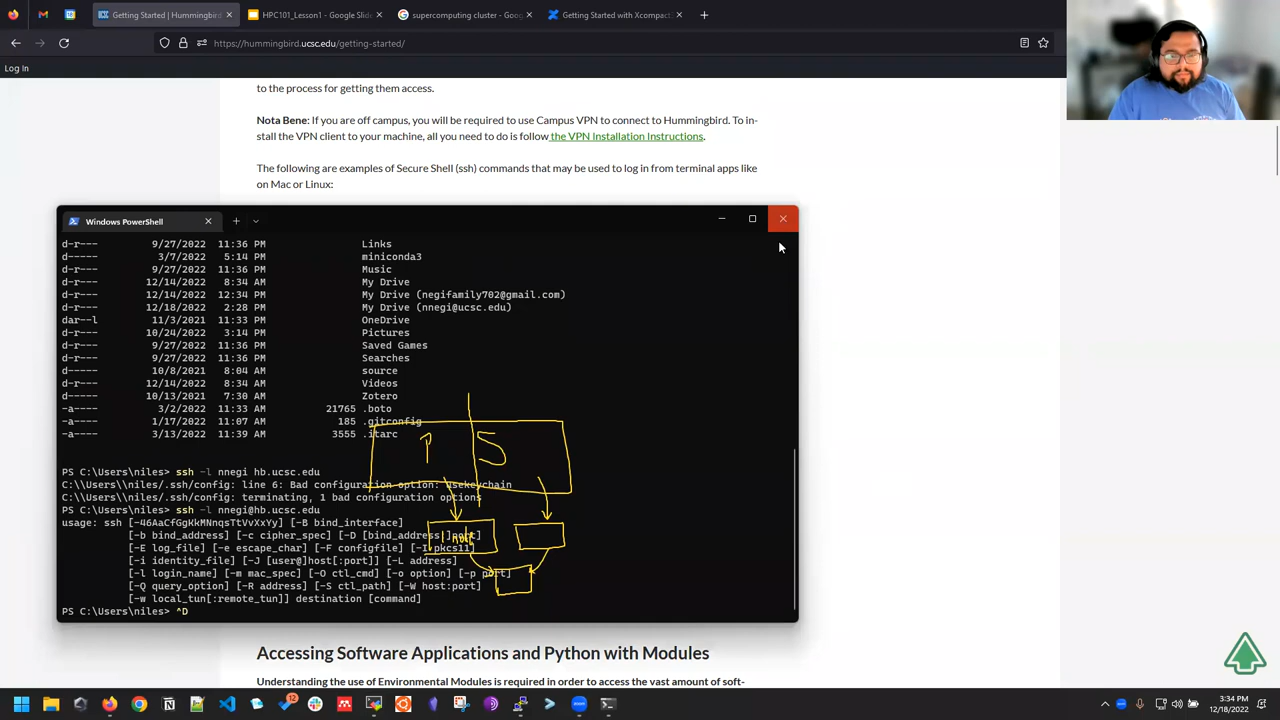 Getting Started | Hummingbird
HPC101_Lesson1 - Google Slide
supercomputing cluster - Goog
Getting Started with Xcompact
https://hummingbird.ucsc.edu/getting-started/
Log In
to the process for getting them access.
Nota Bene: If you are off campus, you will be required to use Campus VPN to connect to Hummingbird. To in-
stall the VPN client to your machine, all you need to do is follow the VPN Installation Instructions.
The following are examples of Secure Shell (ssh) commands that may be used to log in from terminal apps like
on Mac or Linux:
Windows PowerShell
d-r--- 9/27/2022 11:36 PM Links
d----- 3/7/2022 5:14 PM miniconda3
d-r--- 9/27/2022 11:36 PM Music
d-r--- 12/14/2022 8:34 AM My Drive
d-r--- 12/14/2022 12:34 PM My Drive (negifamily702@gmail.com)
d-r--- 12/18/2022 2:28 PM My Drive (nnegi@ucsc.edu)
dar--l 11/3/2021 11:33 PM OneDrive
d-r--- 10/24/2022 3:14 PM Pictures
d-r--- 9/27/2022 11:36 PM Saved Games
d-r--- 9/27/2022 11:36 PM Searches
d----- 10/8/2021 8:04 AM source
d-r--- 12/14/2022 8:34 AM Videos
d----- 10/13/2021 7:30 AM Zotero
-a---- 3/2/2022 11:33 AM 21765 .boto
-a---- 1/17/2022 11:07 AM 185 .gitconfig
-a---- 3/13/2022 11:39 AM 3555 .itarc
1 5
PS C:\Users\niles> ssh -l nnegi hb.ucsc.edu
C:\\Users\\niles/.ssh/config: line 6: Bad configuration option: usekeychain
C:\\Users\\niles/.ssh/config: terminating, 1 bad configuration options
PS C:\Users\niles> ssh -l nnegi@hb.ucsc.edu
usage: ssh [-46AaCfGgKkMNnqsTtVvXxYy] [-B bind_interface]
[-b bind_address] [-c cipher_spec] [-D [bind_address:]port]
[-E log_file] [-e escape_char] [-F configfile] [-I pkcs11]
[-i identity_file] [-J [user@]host[:port]] [-L address]
[-l login_name] [-m mac_spec] [-O ctl_cmd] [-o option] [-p port]
[-Q query_option] [-R address] [-S ctl_path] [-W host:port]
[-w local_tun[:remote_tun]] destination [command]
PS C:\Users\niles> ^D
Accessing Software Applications and Python with Modules
Understanding the use of Environmental Modules is required in order to access the vast amount of soft-
12
3:34 PM
12/18/2022